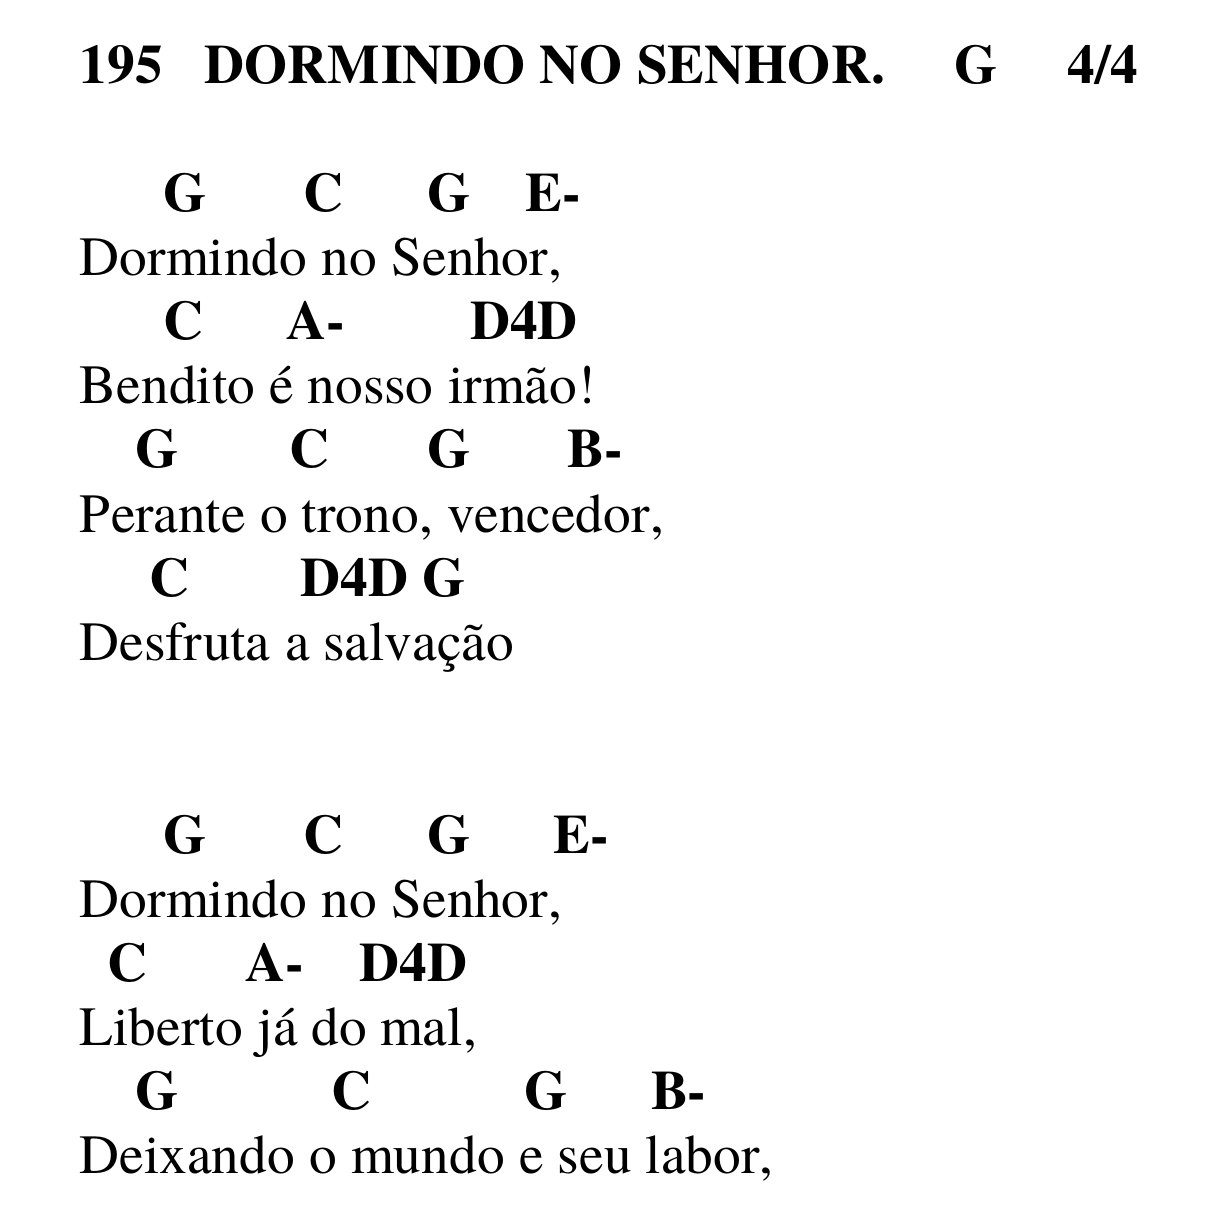 195 DORMINDO NO SENHOR. G 4/4
G C G E-
Dormindo no Senhor,
C A- D4D
Bendito é nosso irmão!
G C G B-
Perante o trono, vencedor,
C D4D G
Desfruta a salvação
G C G E-
Dormindo no Senhor,
C A- D4D
Liberto já do mal,
G C G B-
Deixando o mundo e seu labor,